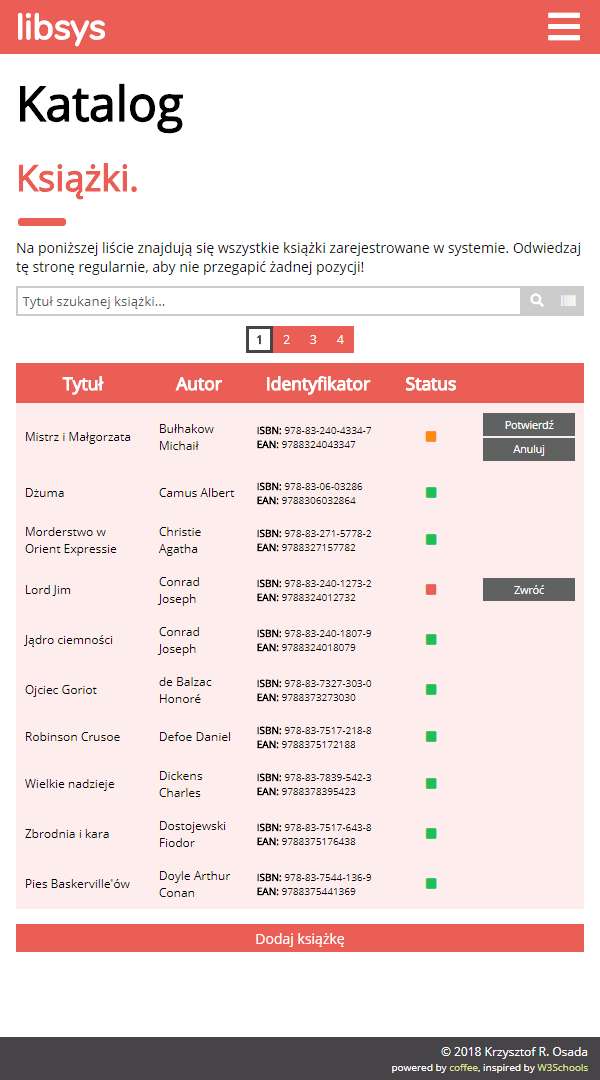 libsys
Katalog
Książki.
Na poniższej liście znajdują się wszystkie książki zarejestrowane w systemie. Odwiedzaj
tę stronę regularnie, aby nie przegapić żadnej pozycji!
Tytuł szukanej książki...
1 2 3 4
Tytuł Autor Identyfikator Status
Mistrz i Małgorzata
Bułhakow
Michaił
ISBN: 978-83-240-4334-7
EAN: 9788324043347
Potwierdź
Anuluj
Dżuma
Camus Albert
ISBN: 978-83-06-03286
EAN: 9788306032864
Morderstwo w
Orient Expressie
Christie
Agatha
ISBN: 978-83-271-5778-2
EAN: 9788327157782
Lord Jim
Conrad
Joseph
ISBN: 978-83-240-1273-2
EAN: 9788324012732
Zwróć
Jądro ciemności
Conrad
Joseph
ISBN: 978-83-240-1807-9
EAN: 9788324018079
Ojciec Goriot
de Balzac
Honoré
ISBN: 978-83-7327-303-0
EAN: 9788373273030
Robinson Crusoe
Defoe Daniel
ISBN: 978-83-7517-218-8
EAN: 9788375172188
Wielkie nadzieje
Dickens
Charles
ISBN: 978-83-7839-542-3
EAN: 9788378395423
Zbrodnia i kara
Dostojewski
Fiodor
ISBN: 978-83-7517-643-8
EAN: 9788375176438
Pies Baskerville'ów
Doyle Arthur
Conan
ISBN: 978-83-7544-136-9
EAN: 9788375441369
Dodaj książkę
© 2018 Krzysztof R. Osada
powered by coffee, inspired by W3Schools